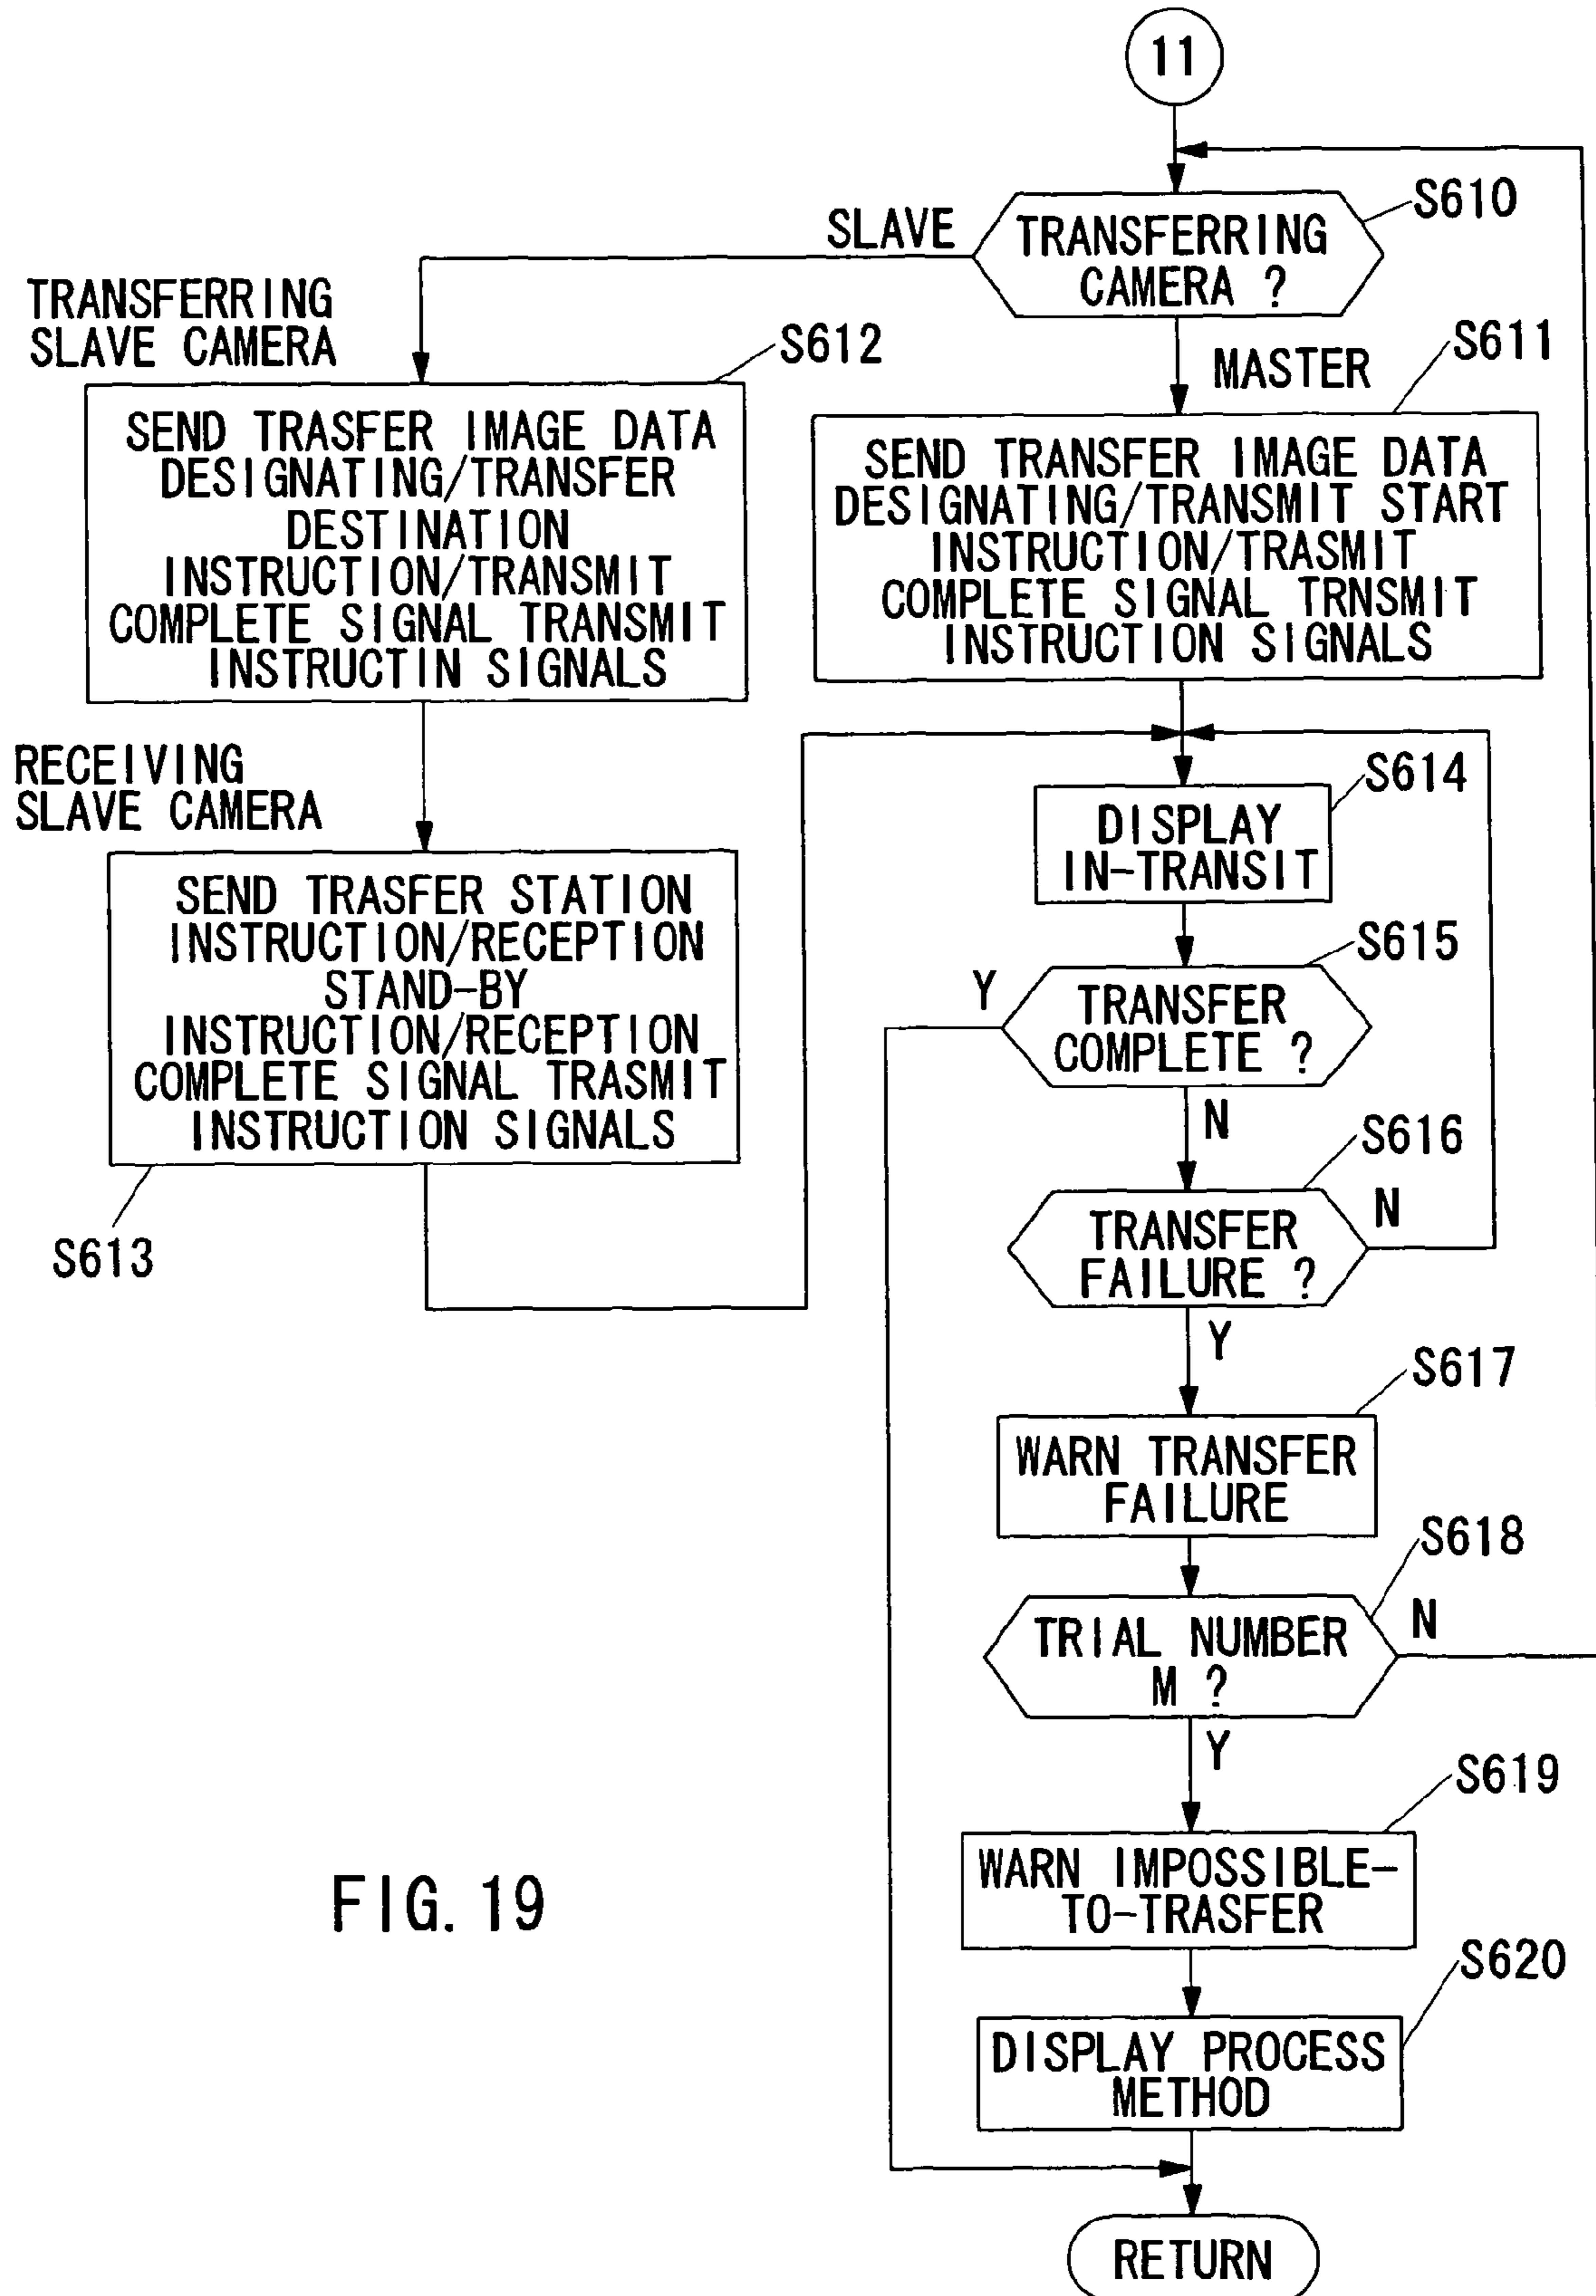 11
S610
TRANSFERRING
CAMERA ?
SLAVE
MASTER
TRANSFERRING
SLAVE CAMERA
S612
SEND TRASFER IMAGE DATA
DESIGNATING/TRANSFER
DESTINATION
INSTRUCTION/TRANSMIT
COMPLETE SIGNAL TRANSMIT
INSTRUCTIN SIGNALS
S611
SEND TRANSFER IMAGE DATA
DESIGNATING/TRANSMIT START
INSTRUCTION/TRASMIT
COMPLETE SIGNAL TRNSMIT
INSTRUCTION SIGNALS
RECEIVING
SLAVE CAMERA
SEND TRASFER STATION
INSTRUCTION/RECEPTION
STAND-BY
INSTRUCTION/RECEPTION
COMPLETE SIGNAL TRASMIT
INSTRUCTION SIGNALS
S613
S614
DISPLAY
IN-TRANSIT
S615
Y
TRANSFER
COMPLETE ?
N
S616
TRANSFER
FAILURE ?
N
Y
S617
WARN TRANSFER
FAILURE
S618
TRIAL NUMBER
M ?
N
Y
S619
WARN IMPOSSIBLE-
TO-TRASFER
S620
DISPLAY PROCESS
METHOD
RETURN
FIG. 19